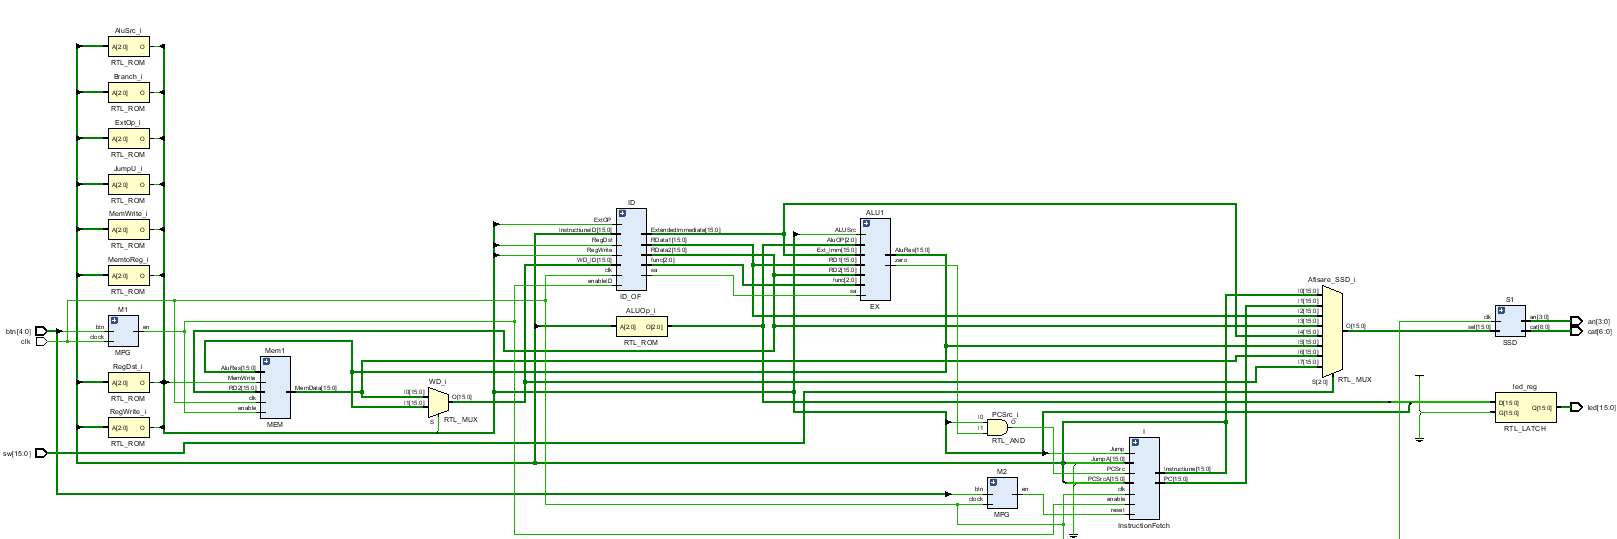 AluSrc_i
A[2:0] O
RTL_ROM
Branch_i
A[2:0] O
RTL_ROM
ExtOp_i
A[2:0] O
RTL_ROM
JumpU_i
A[2:0] O
RTL_ROM
MemWrite_i
A[2:0] O
RTL_ROM
MemtoReg_i
A[2:0] O
RTL_ROM
M1
btn en
clock
MPG
btn[4:0]
clk
RegDst_i
A[2:0] O
RTL_ROM
RegWrite_i
A[2:0] O
RTL_ROM
sw[15:0]
Mem1
AluRes[15:0]
MemWrite
RD2[15:0] MemData[15:0]
clk
enable
MEM
WD_i
I0[15:0]
I1[15:0] O[15:0]
S
RTL_MUX
ID
ExtOP
InstructiuneID[15:0] ExtendedImmediate[15:0]
RegDst RData1[15:0]
RegWrite RData2[15:0]
WD_ID[15:0] func[2:0]
clk sa
enableID
ID_OF
ALUOp_i
A[2:0] O[2:0]
RTL_ROM
ALU1
ALUSrc
AluOP[2:0]
Ext_Imm[15:0] AluRes[15:0]
RD1[15:0] zero
RD2[15:0]
func[2:0]
sa
EX
PCSrc_i
I0 O
I1
RTL_AND
M2
btn en
clock
MPG
I
Jump
JumpA[15:0]
PCSrc Instructiune[15:0]
PCSrcA[15:0] PC[15:0]
clk
enable
reset
InstructionFetch
Afisare_SSD_i
I0[15:0]
I1[15:0]
I2[15:0]
I3[15:0]
I4[15:0] O[15:0]
I5[15:0]
I6[15:0]
I7[15:0]
S[2:0]
RTL_MUX
S1
clk an[3:0]
sel[15:0] cat[6:0]
SSD
an[3:0]
cat[6:0]
led_reg
D[15:0] Q[15:0]
G[15:0]
RTL_LATCH
led[15:0]